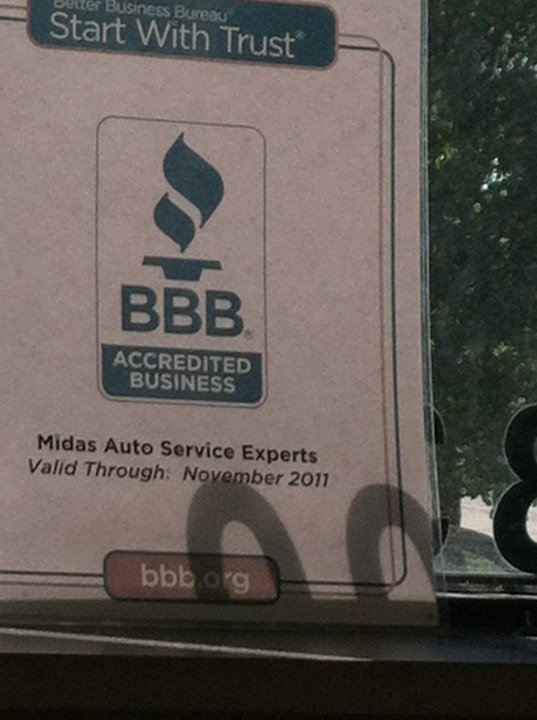 Better Business Bureau®
Start With Trust®
BBB®
ACCREDITED
BUSINESS
Midas Auto Service Experts
Valid Through: November 2011
bbb.org
8